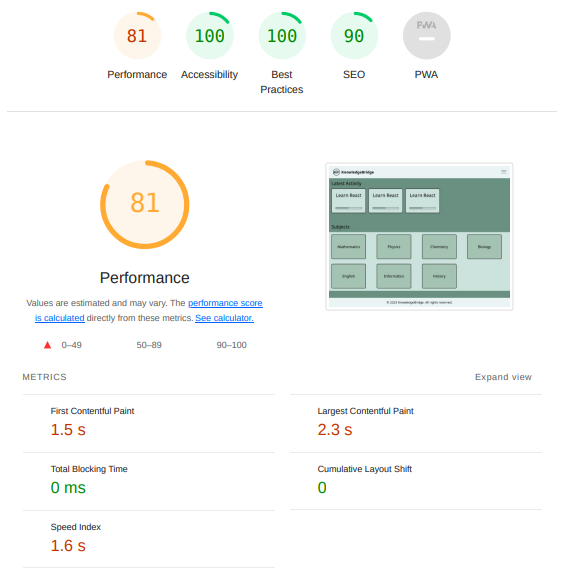 81 100 100 90 PWA
Performance Accessibility Best Practices SEO PWA
81
Performance
Values are estimated and may vary. The performance score
is calculated directly from these metrics. See calculator.
0–49 50–89 90–100
KnowledgeBridge
Latest Activity
Learn React Learn React Learn React
Subjects
Mathematics Physics Chemistry Biology
English Informatics History
© 2023 KnowledgeBridge. All rights reserved.
METRICS Expand view
First Contentful Paint
1.5 s
Largest Contentful Paint
2.3 s
Total Blocking Time
0 ms
Cumulative Layout Shift
0
Speed Index
1.6 s